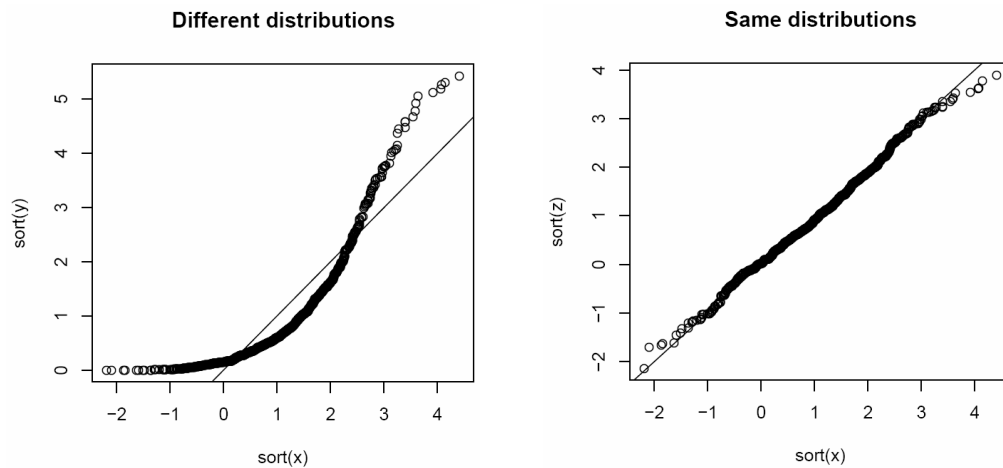 Different distributions
sort(y)
5
4
3
2
1
0
−2 −1 0 1 2 3 4
sort(x)
Same distributions
sort(z)
4
3
2
1
0
−1
−2
−2 −1 0 1 2 3 4
sort(x)